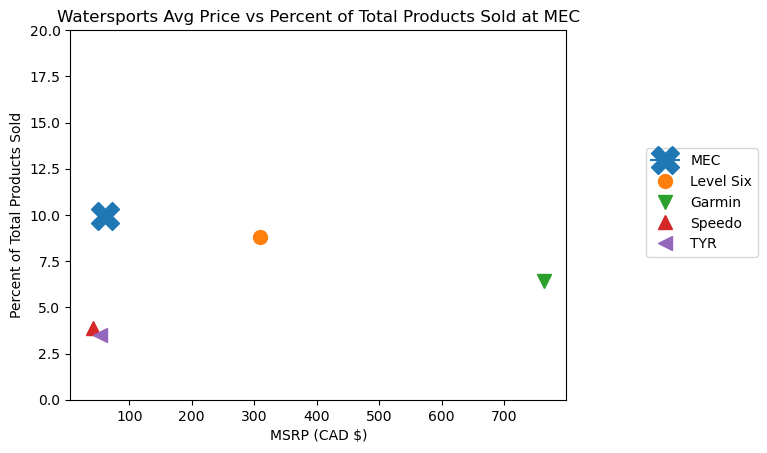 Watersports Avg Price vs Percent of Total Products Sold at MEC
20.0
17.5
15.0
12.5
10.0
7.5
5.0
2.5
0.0
Percent of Total Products Sold
100 200 300 400 500 600 700
MSRP (CAD $)
MEC
Level Six
Garmin
Speedo
TYR